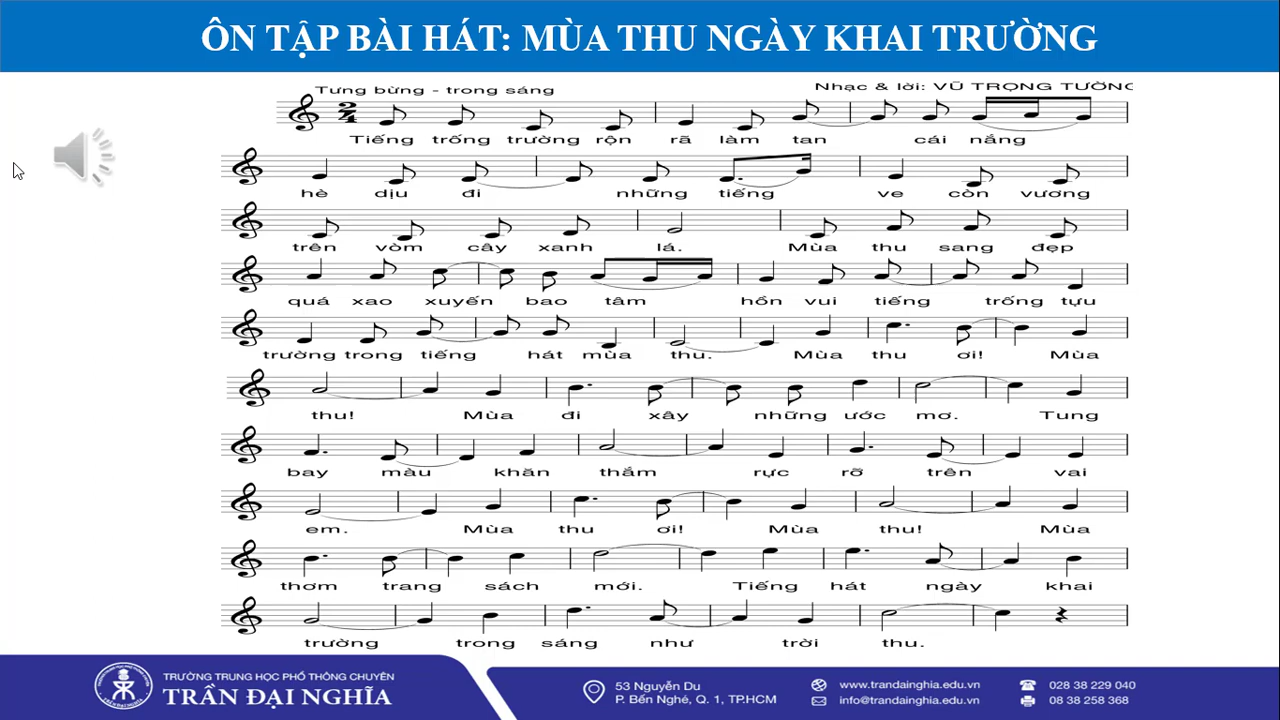 ÔN TẬP BÀI HÁT: MÙA THU NGÀY KHAI TRƯỜNG
Tưng bừng - trong sáng
Nhạc & lời: VŨ TRỌNG TƯỜNG
Tiếng trống trường rộn rã làm tan cái nắng
hè dịu đi những tiếng ve còn vương
trên vòm cây xanh lá. Mùa thu sang đẹp
quá xao xuyến bao tâm hồn vui tiếng trống tựu
trường trong tiếng hát mùa thu. Mùa thu ơi! Mùa
thu! Mùa đi xây những ước mơ. Tung
bay màu khăn thắm rực rỡ trên vai
em. Mùa thu ơi! Mùa thu! Mùa
thơm trang sách mới. Tiếng hát ngày khai
trường trong sáng như trời thu.
TRƯỜNG TRUNG HỌC PHỔ THÔNG CHUYÊN
TRẦN ĐẠI NGHĨA
53 Nguyễn Du
P. Bến Nghé, Q. 1, TP.HCM
www.trandainghia.edu.vn
info@trandainghia.edu.vn
028 38 229 040
08 38 258 368